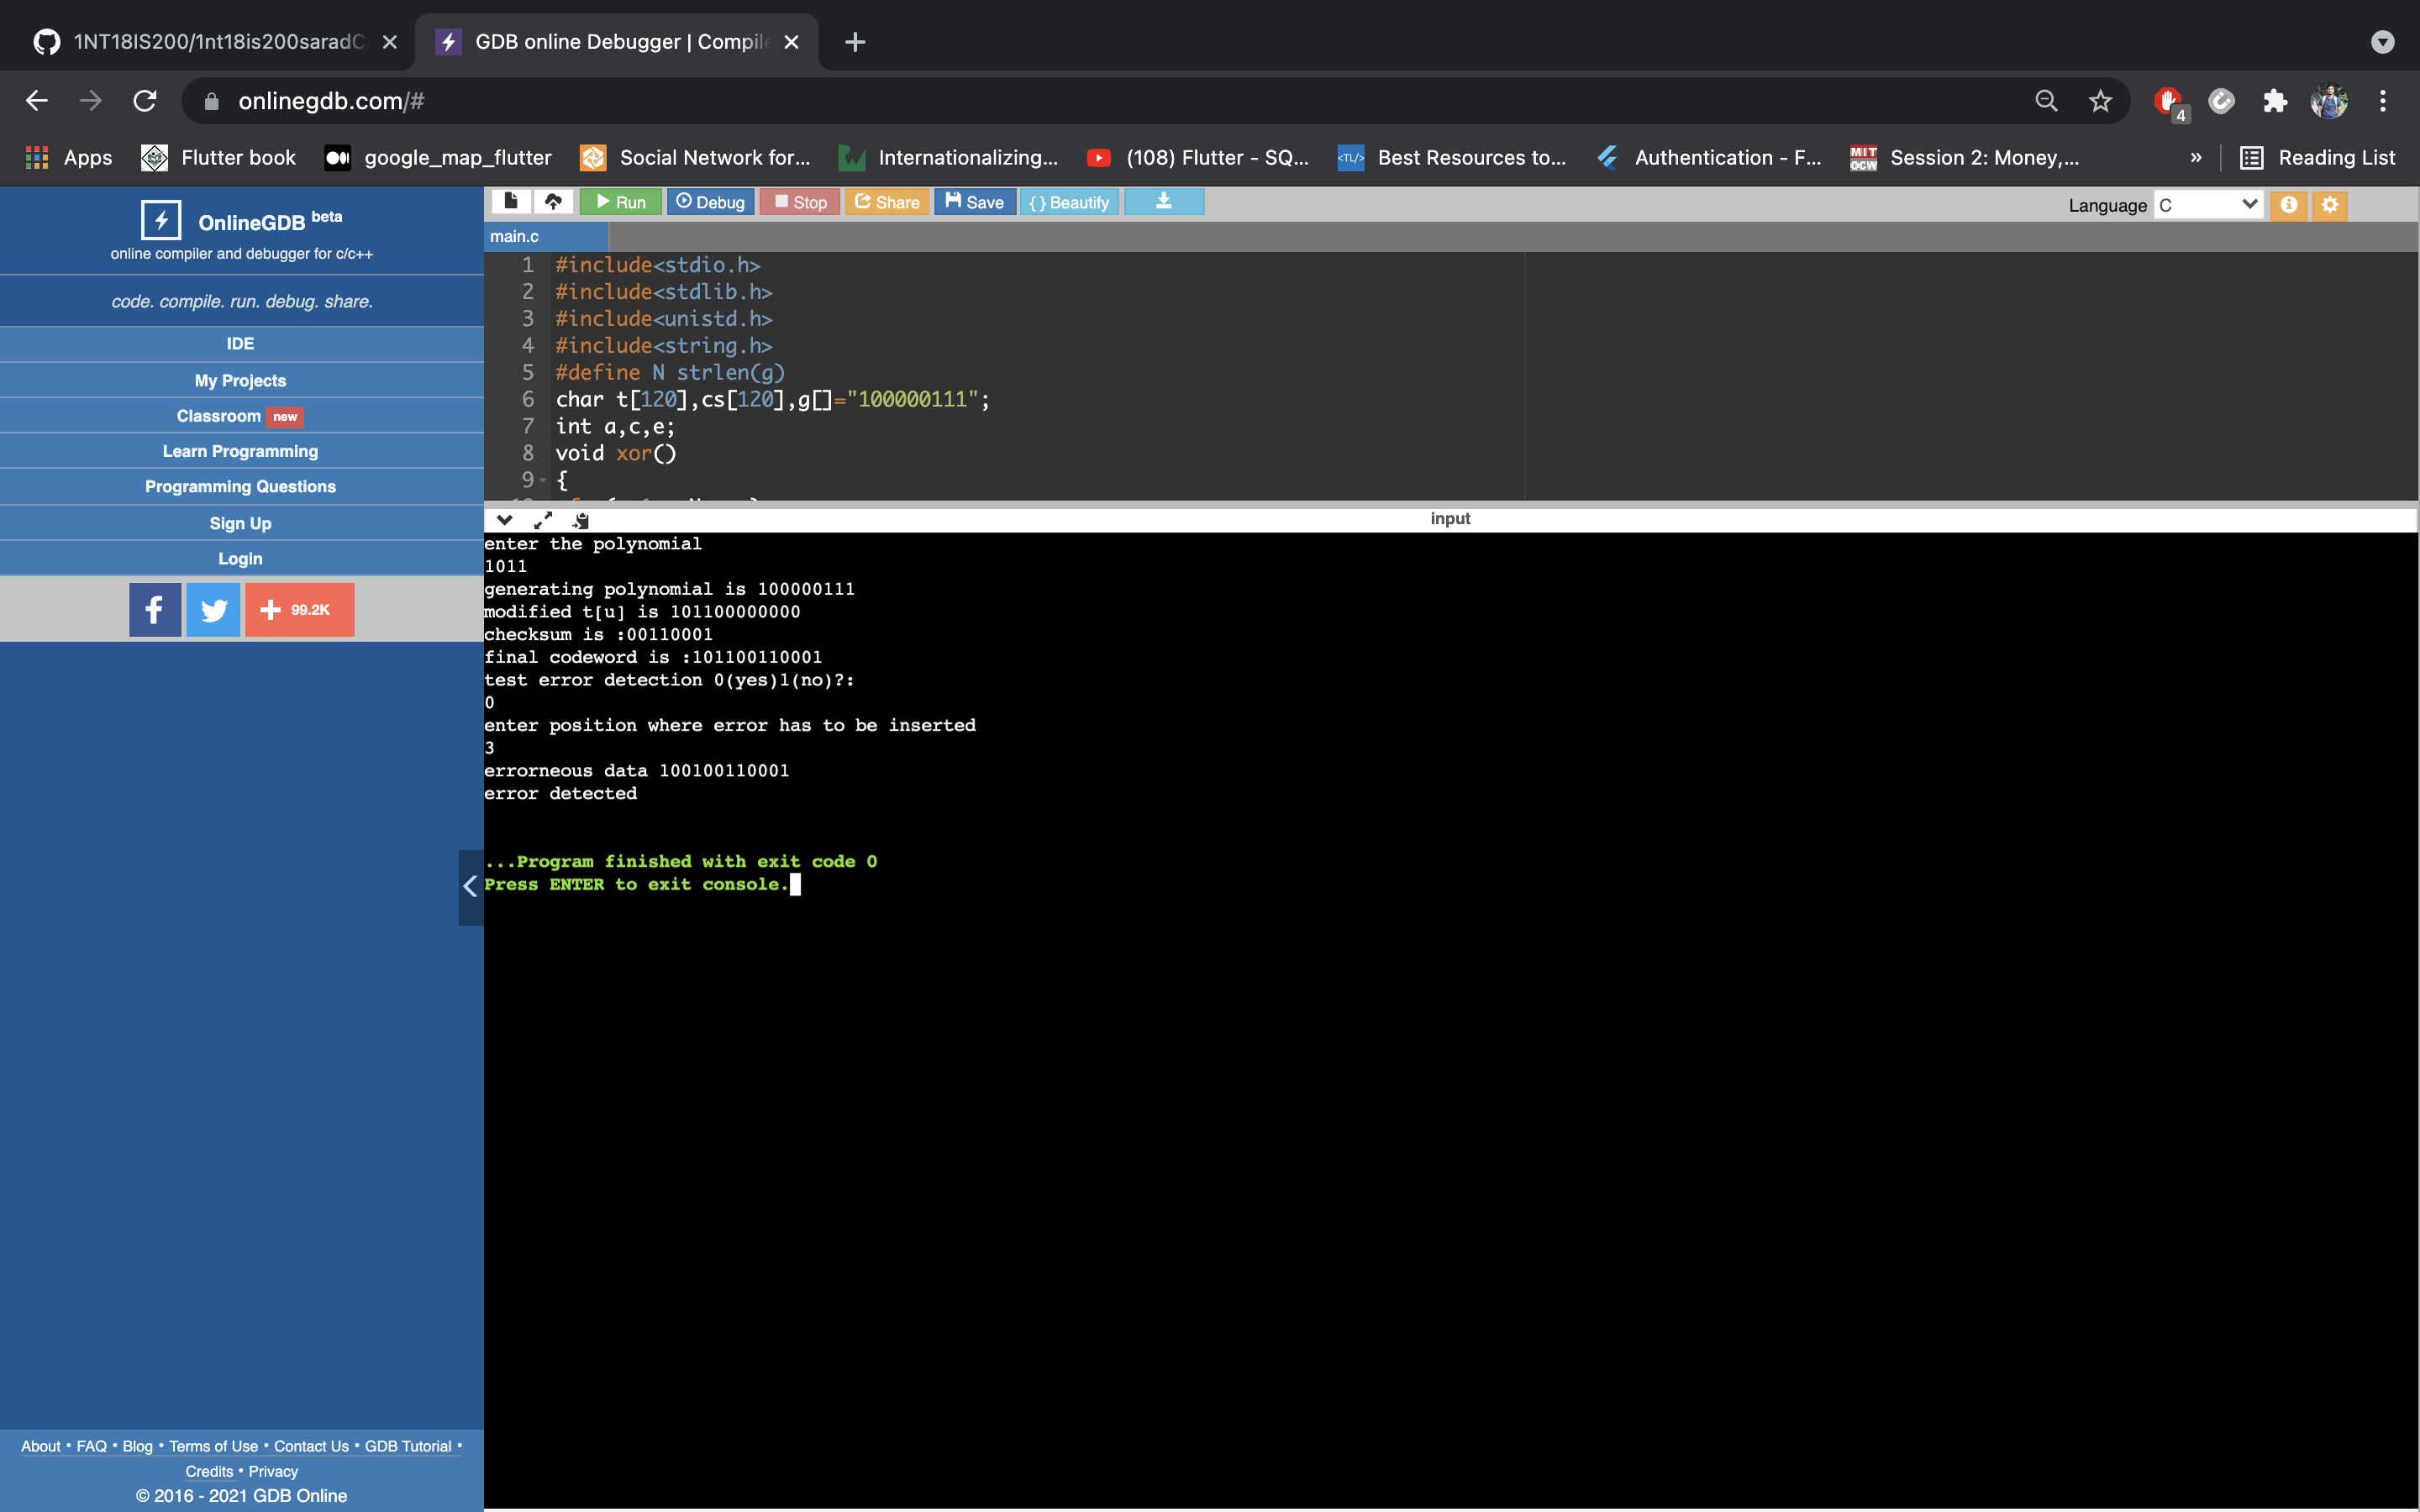 1NT18IS200/1nt18is200saradC
GDB online Debugger | Compile
onlinegdb.com/#
4
Apps
Flutter book
google_map_flutter
Social Network for...
Internationalizing...
(108) Flutter - SQ...
<TL/>
Best Resources to...
Authentication - F...
MIT OCW
Session 2: Money,...
»
Reading List
OnlineGDB beta
online compiler and debugger for c/c++
code. compile. run. debug. share.
IDE
My Projects
Classroom new
Learn Programming
Programming Questions
Sign Up
Login
f
+ 99.2K
About • FAQ • Blog • Terms of Use • Contact Us • GDB Tutorial •
Credits • Privacy
© 2016 - 2021 GDB Online
Run
Debug
Stop
Share
Save
{ } Beautify
Language C
main.c
1 #include<stdio.h>
2 #include<stdlib.h>
3 #include<unistd.h>
4 #include<string.h>
5 #define N strlen(g)
6 char t[120],cs[120],g[]="100000111";
7 int a,c,e;
8 void xor()
9 {
input
enter the polynomial
1011
generating polynomial is 100000111
modified t[u] is 101100000000
checksum is :00110001
final codeword is :101100110001
test error detection 0(yes)1(no)?:
0
enter position where error has to be inserted
3
errorneous data 100100110001
error detected
...Program finished with exit code 0
Press ENTER to exit console.